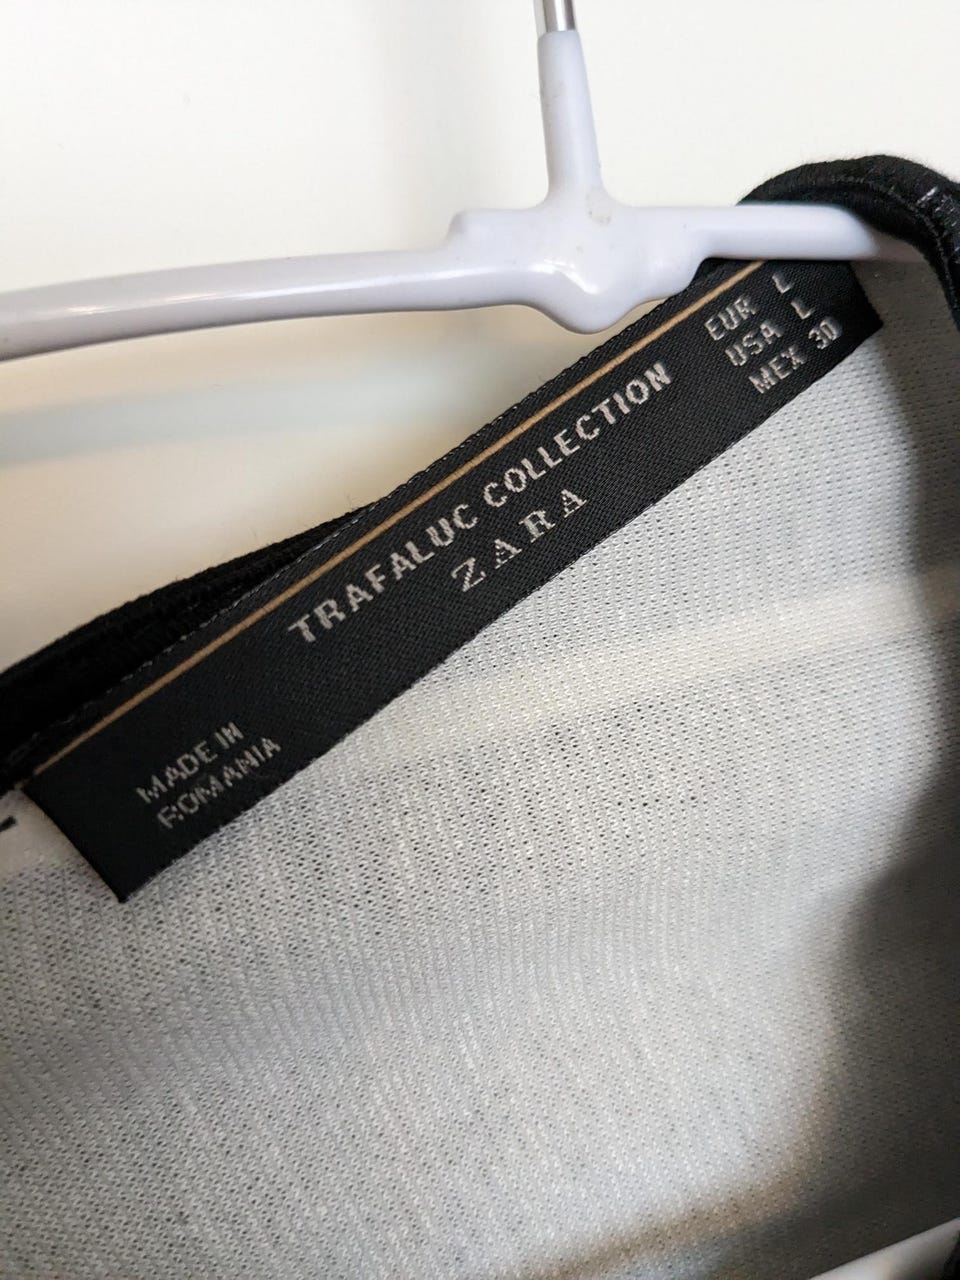 EUR L
USA L
MEX 30
TRAFALUC COLLECTION
ZARA
MADE IN
ROMANIA